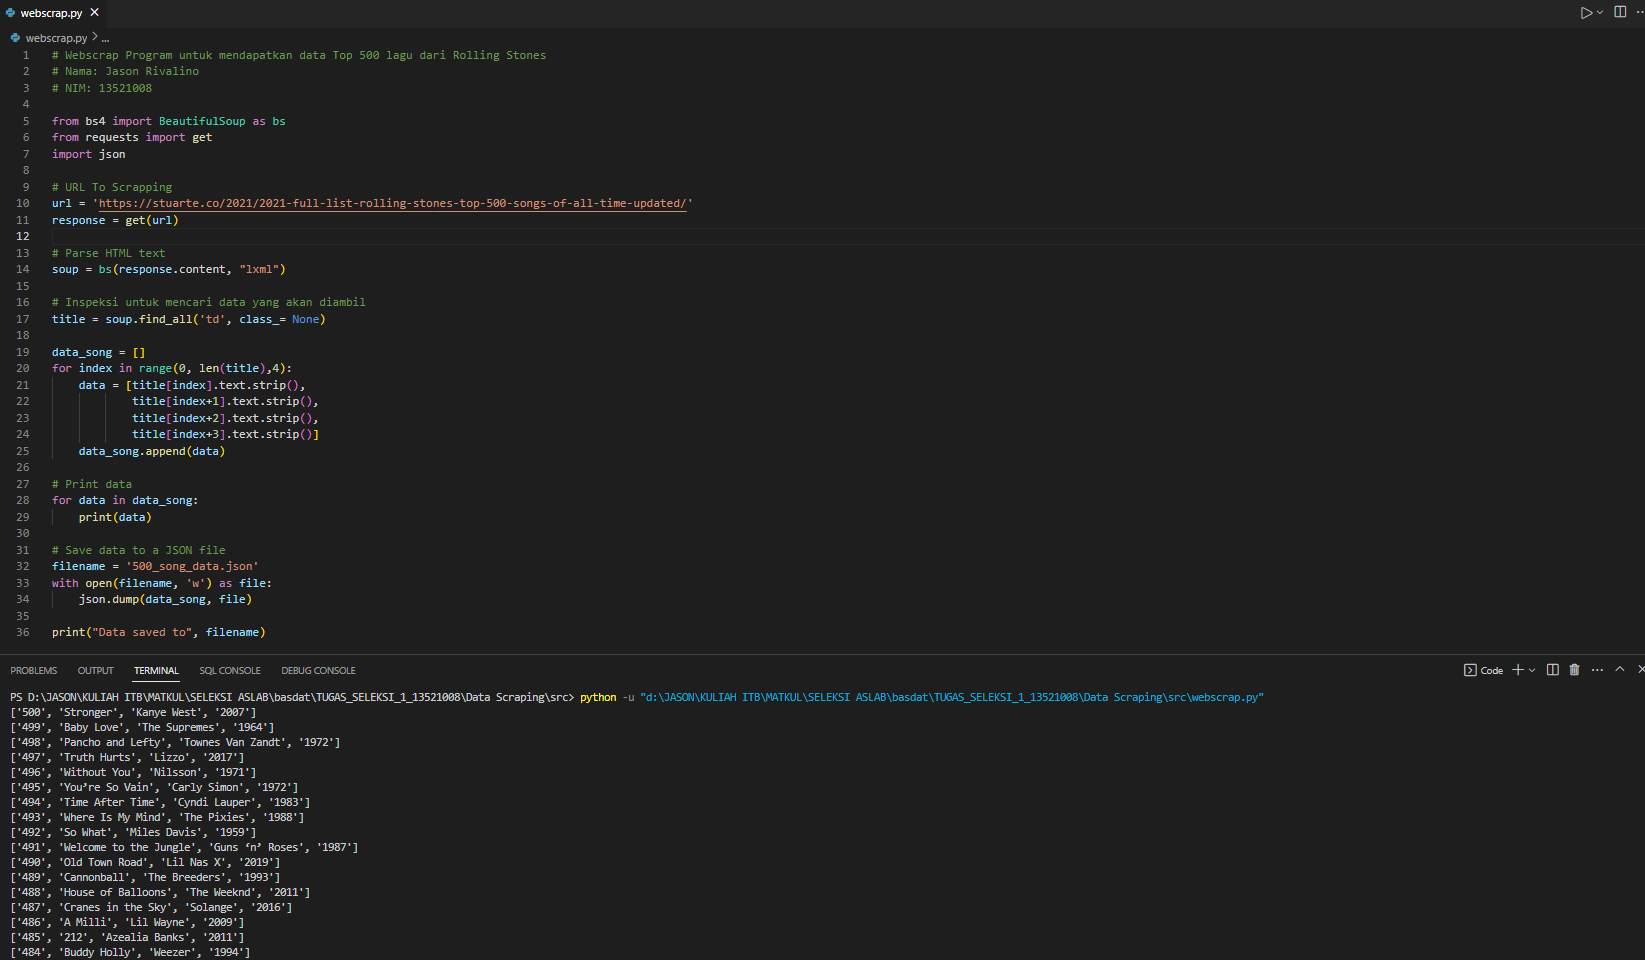 webscrap.py
webscrap.py > ...
1 # Webscrap Program untuk mendapatkan data Top 500 lagu dari Rolling Stones
2 # Nama: Jason Rivalino
3 # NIM: 13521008
4
5 from bs4 import BeautifulSoup as bs
6 from requests import get
7 import json
8
9 # URL To Scrapping
10 url = 'https://stuarte.co/2021/2021-full-list-rolling-stones-top-500-songs-of-all-time-updated/'
11 response = get(url)
12
13 # Parse HTML text
14 soup = bs(response.content, "lxml")
15
16 # Inspeksi untuk mencari data yang akan diambil
17 title = soup.find_all('td', class_= None)
18
19 data_song = []
20 for index in range(0, len(title),4):
21 data = [title[index].text.strip(),
22 title[index+1].text.strip(),
23 title[index+2].text.strip(),
24 title[index+3].text.strip()]
25 data_song.append(data)
26
27 # Print data
28 for data in data_song:
29 print(data)
30
31 # Save data to a JSON file
32 filename = '500_song_data.json'
33 with open(filename, 'w') as file:
34 json.dump(data_song, file)
35
36 print("Data saved to", filename)
PROBLEMS OUTPUT TERMINAL SQL CONSOLE DEBUG CONSOLE Code
PS D:\JASON\KULIAH ITB\MATKUL\SELEKSI ASLAB\basdat\TUGAS_SELEKSI_1_13521008\Data Scraping\src> python -u "d:\JASON\KULIAH ITB\MATKUL\SELEKSI ASLAB\basdat\TUGAS_SELEKSI_1_13521008\Data Scraping\src\webscrap.py"
['500', 'Stronger', 'Kanye West', '2007']
['499', 'Baby Love', 'The Supremes', '1964']
['498', 'Pancho and Lefty', 'Townes Van Zandt', '1972']
['497', 'Truth Hurts', 'Lizzo', '2017']
['496', 'Without You', 'Nilsson', '1971']
['495', 'You’re So Vain', 'Carly Simon', '1972']
['494', 'Time After Time', 'Cyndi Lauper', '1983']
['493', 'Where Is My Mind', 'The Pixies', '1988']
['492', 'So What', 'Miles Davis', '1959']
['491', 'Welcome to the Jungle', 'Guns ‘n’ Roses', '1987']
['490', 'Old Town Road', 'Lil Nas X', '2019']
['489', 'Cannonball', 'The Breeders', '1993']
['488', 'House of Balloons', 'The Weeknd', '2011']
['487', 'Cranes in the Sky', 'Solange', '2016']
['486', 'A Milli', 'Lil Wayne', '2009']
['485', '212', 'Azealia Banks', '2011']
['484', 'Buddy Holly', 'Weezer', '1994']